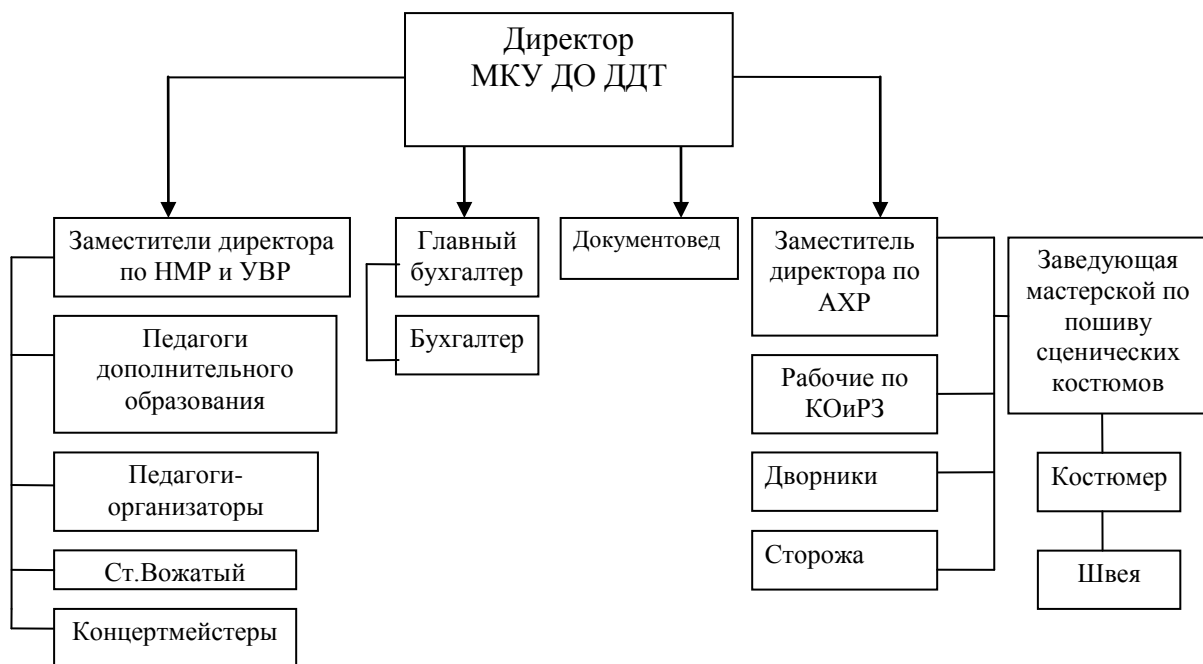 Директор
МКУ ДО ДДТ
Заместители директора
по НМР и УВР
Главный
бухгалтер
Документовед
Заместитель
директора по
АХР
Заведующая
мастерской по
пошиву
сценических
костюмов
Педагоги
дополнительного
образования
Бухгалтер
Рабочие по
КОиРЗ
Педагоги-
организаторы
Дворники
Костюмер
Ст.Вожатый
Сторожа
Швея
Концертмейстеры